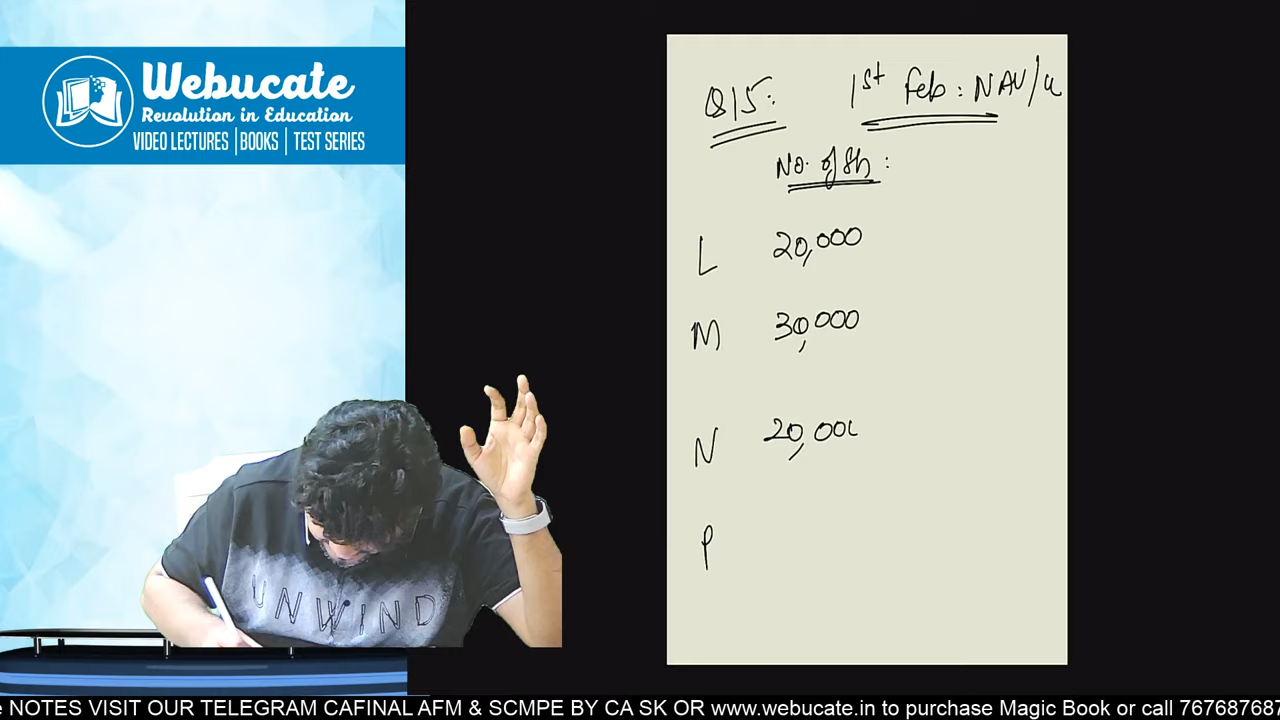 Webucate
Revolution in Education
VIDEO LECTURES | BOOKS | TEST SERIES
Q15: 1st Feb: NAV/u
No. of Sh:
L 20,000
M 30,000
N 20,000
P
UNWIND
NOTES VISIT OUR TELEGRAM CAFINAL AFM & SCMPE BY CA SK OR www.webucate.in to purchase Magic Book or call 767687687